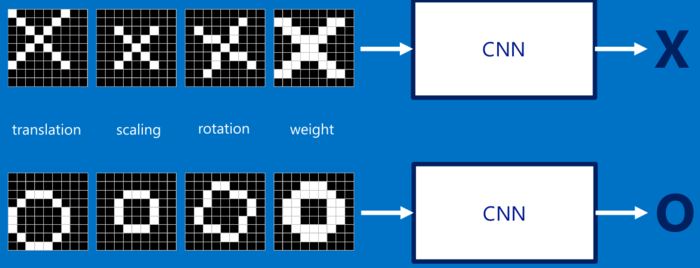 CNN
X
translation scaling rotation weight
CNN
O